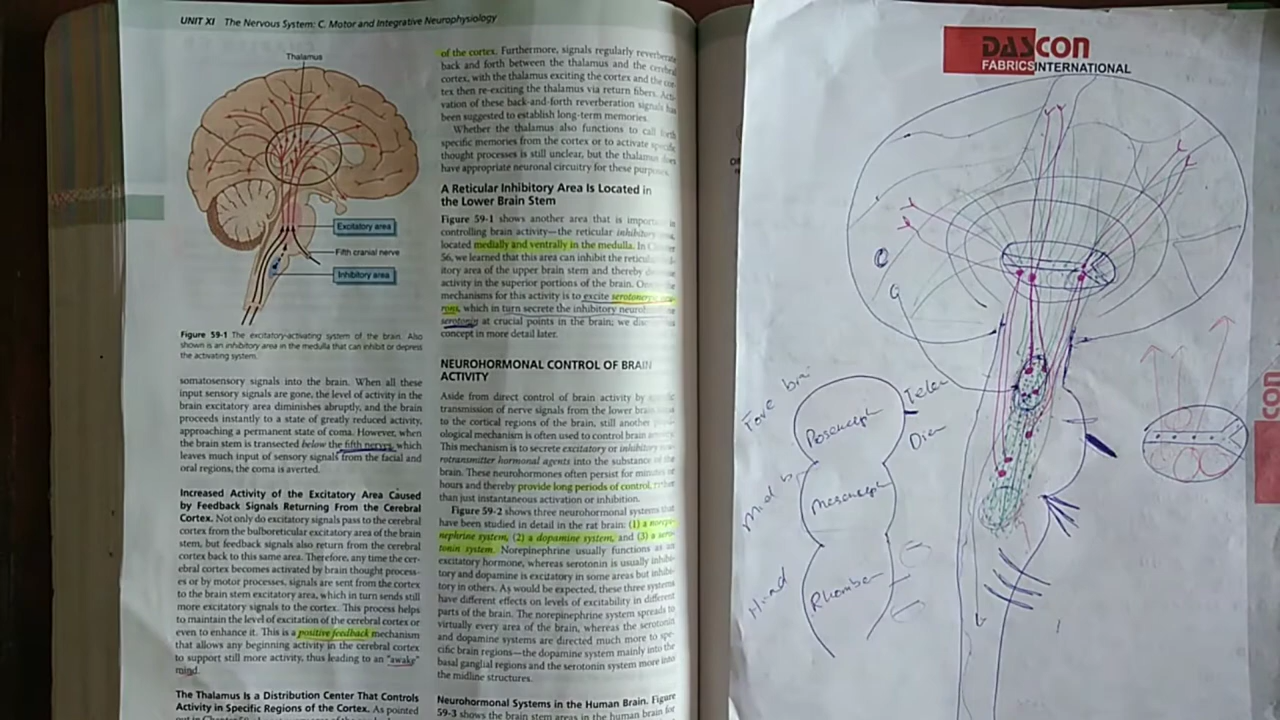 UNIT XI The Nervous System: C. Motor and Integrative Neurophysiology
Thalamus
Excitatory area
Fifth cranial nerve
Inhibitory area
Figure 59-1 The excitatory-activating system of the brain. Also
shown is an inhibitory area in the medulla that can inhibit or depress
the activating system.
somatosensory signals into the brain. When all these
input sensory signals are gone, the level of activity in the
brain excitatory area diminishes abruptly, and the brain
proceeds instantly to a state of greatly reduced activity,
approaching a permanent state of coma. However, when
the brain stem is transected below the fifth nerves, which
leaves much input of sensory signals from the facial and
oral regions, the coma is averted.
Increased Activity of the Excitatory Area Caused
by Feedback Signals Returning From the Cerebral
Cortex. Not only do excitatory signals pass to the cerebral
cortex from the bulboreticular excitatory area of the brain
stem, but feedback signals also return from the cerebral
cortex back to this same area. Therefore, any time the cer-
ebral cortex becomes activated by brain thought process-
es or by motor processes, signals are sent from the cortex
to the brain stem excitatory area, which in turn sends still
more excitatory signals to the cortex. This process helps
to maintain the level of excitation of the cerebral cortex or
even to enhance it. This is a positive feedback mechanism
that allows any beginning activity in the cerebral cortex
to support still more activity, thus leading to an "awake"
mind.
The Thalamus Is a Distribution Center That Controls
Activity in Specific Regions of the Cortex. As pointed
of the cortex. Furthermore, signals regularly reverberate
back and forth between the thalamus and the cerebral
cortex, with the thalamus exciting the cortex and the cor-
tex then re-exciting the thalamus via return fibers. Acti-
vation of these back-and-forth reverberation signals has
been suggested to establish long-term memories.
Whether the thalamus also functions to call forth
specific memories from the cortex or to activate specific
thought processes is still unclear, but the thalamus does
have appropriate neuronal circuitry for these purposes.
A Reticular Inhibitory Area Is Located in
the Lower Brain Stem
Figure 59-1 shows another area that is important in
controlling brain activity—the reticular inhibitory
located medially and ventrally in the medulla. In
56, we learned that this area can inhibit the
itory area of the upper brain stem and thereby
activity in the superior portions of the brain. One
mechanisms for this activity is to excite serotonergic
rons, which in turn secrete the inhibitory
serotonin at crucial points in the brain; we
concept in more detail later.
NEUROHORMONAL CONTROL OF BRAIN
ACTIVITY
Aside from direct control of brain activity by
transmission of nerve signals from the lower brain
to the cortical regions of the brain, still another
ological mechanism is often used to control brain
This mechanism is to secrete excitatory or inhibitory
rotransmitter hormonal agents into the substance of the
brain. These neurohormones often persist for minutes or
hours and thereby provide long periods of control, rather
than just instantaneous activation or inhibition.
Figure 59-2 shows three neurohormonal systems that
have been studied in detail in the rat brain: (1) a norepi-
nephrine system, (2) a dopamine system, and (3) a sero-
tonin system. Norepinephrine usually functions as an
excitatory hormone, whereas serotonin is usually inhibi-
tory and dopamine is excitatory in some areas but inhibi-
tory in others. As would be expected, these three systems
have different effects on levels of excitability in different
parts of the brain. The norepinephrine system spreads to
virtually every area of the brain, whereas the serotonin
and dopamine systems are directed much more to spe-
cific brain regions—the dopamine system mainly into the
basal ganglial regions and the serotonin system more into
the midline structures.
Neurohormonal Systems in the Human Brain. Figure
59-3 shows the brain stem areas in the human brain for
DASCON
FABRICSINTERNATIONAL
Fore brai
Telen
Prosenceph
Dien
Mid b
Mesenceph
Hind
Rhomben
con